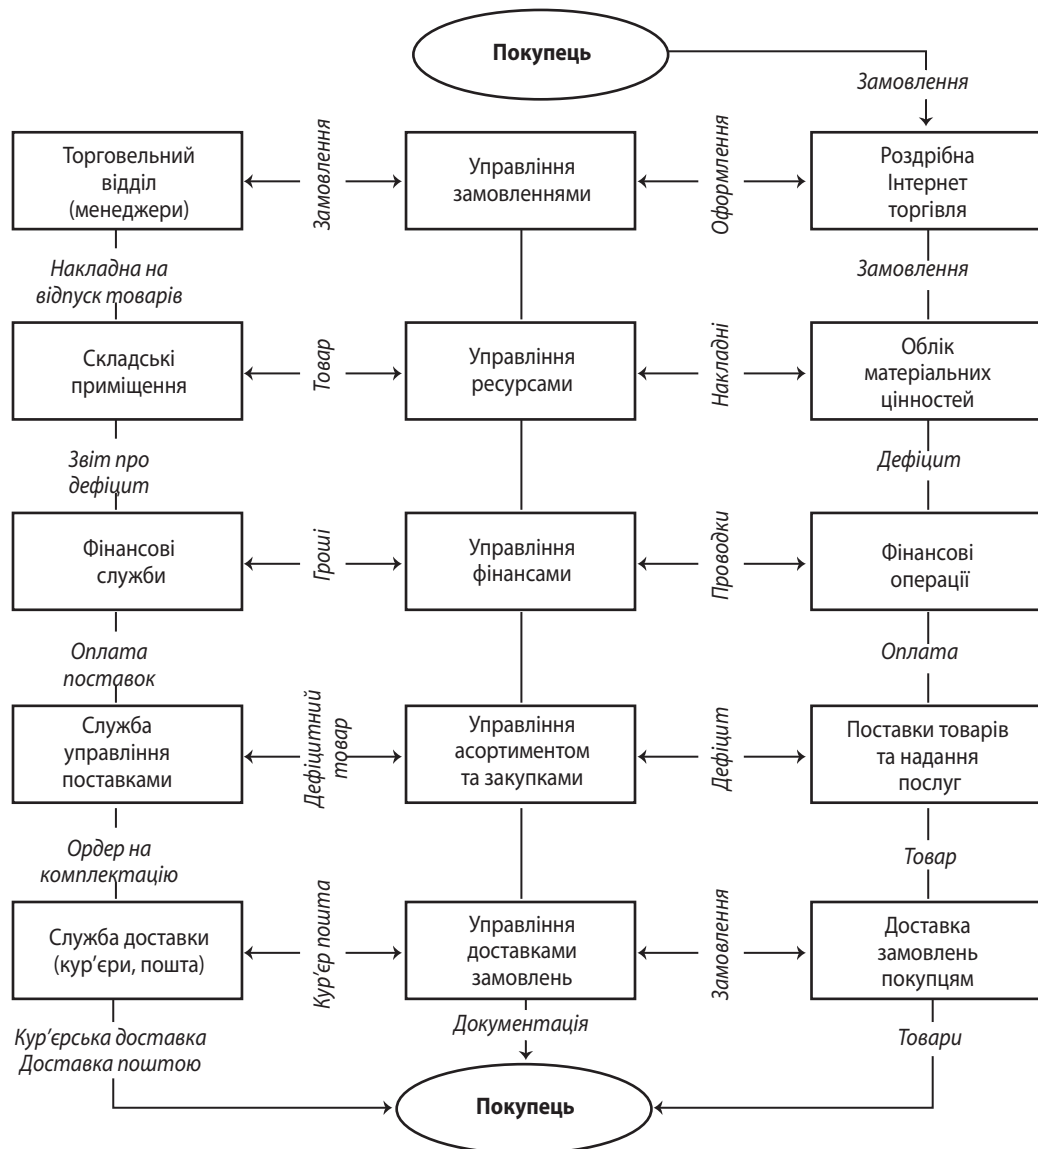 Покупець
Замовлення
Торговельний
відділ
(менеджери)
Замовлення
Управління
замовленнями
Оформлення
Роздрібна
Інтернет
торгівля
Накладна на
відпуск товарів
Замовлення
Складські
приміщення
Товар
Управління
ресурсами
Накладні
Облік
матеріальних
цінностей
Звіт про
дефіцит
Дефіцит
Фінансові
служби
Гроші
Управління
фінансами
Проводки
Фінансові
операції
Оплата
поставок
Оплата
Служба
управління
поставками
Дефіцитний
товар
Управління
асортиментом
та закупками
Дефіцит
Поставки товарів
та надання
послуг
Ордер на
комплектацію
Товар
Служба доставки
(кур’єри, пошта)
Кур’єр пошта
Управління
доставками
замовлень
Замовлення
Доставка
замовлень
покупцям
Кур’єрська доставка
Доставка поштою
Документація
Товари
Покупець